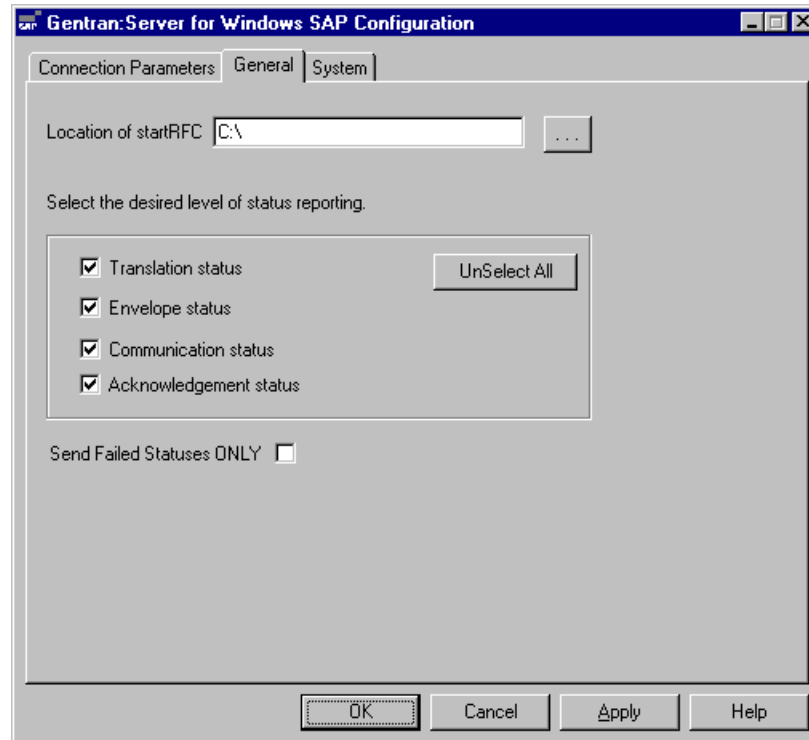 Gentran:Server for Windows SAP Configuration
Connection Parameters General System
Location of startRFC C:\ ...
Select the desired level of status reporting.
Translation status UnSelect All
Envelope status
Communication status
Acknowledgement status
Send Failed Statuses ONLY
OK Cancel Apply Help